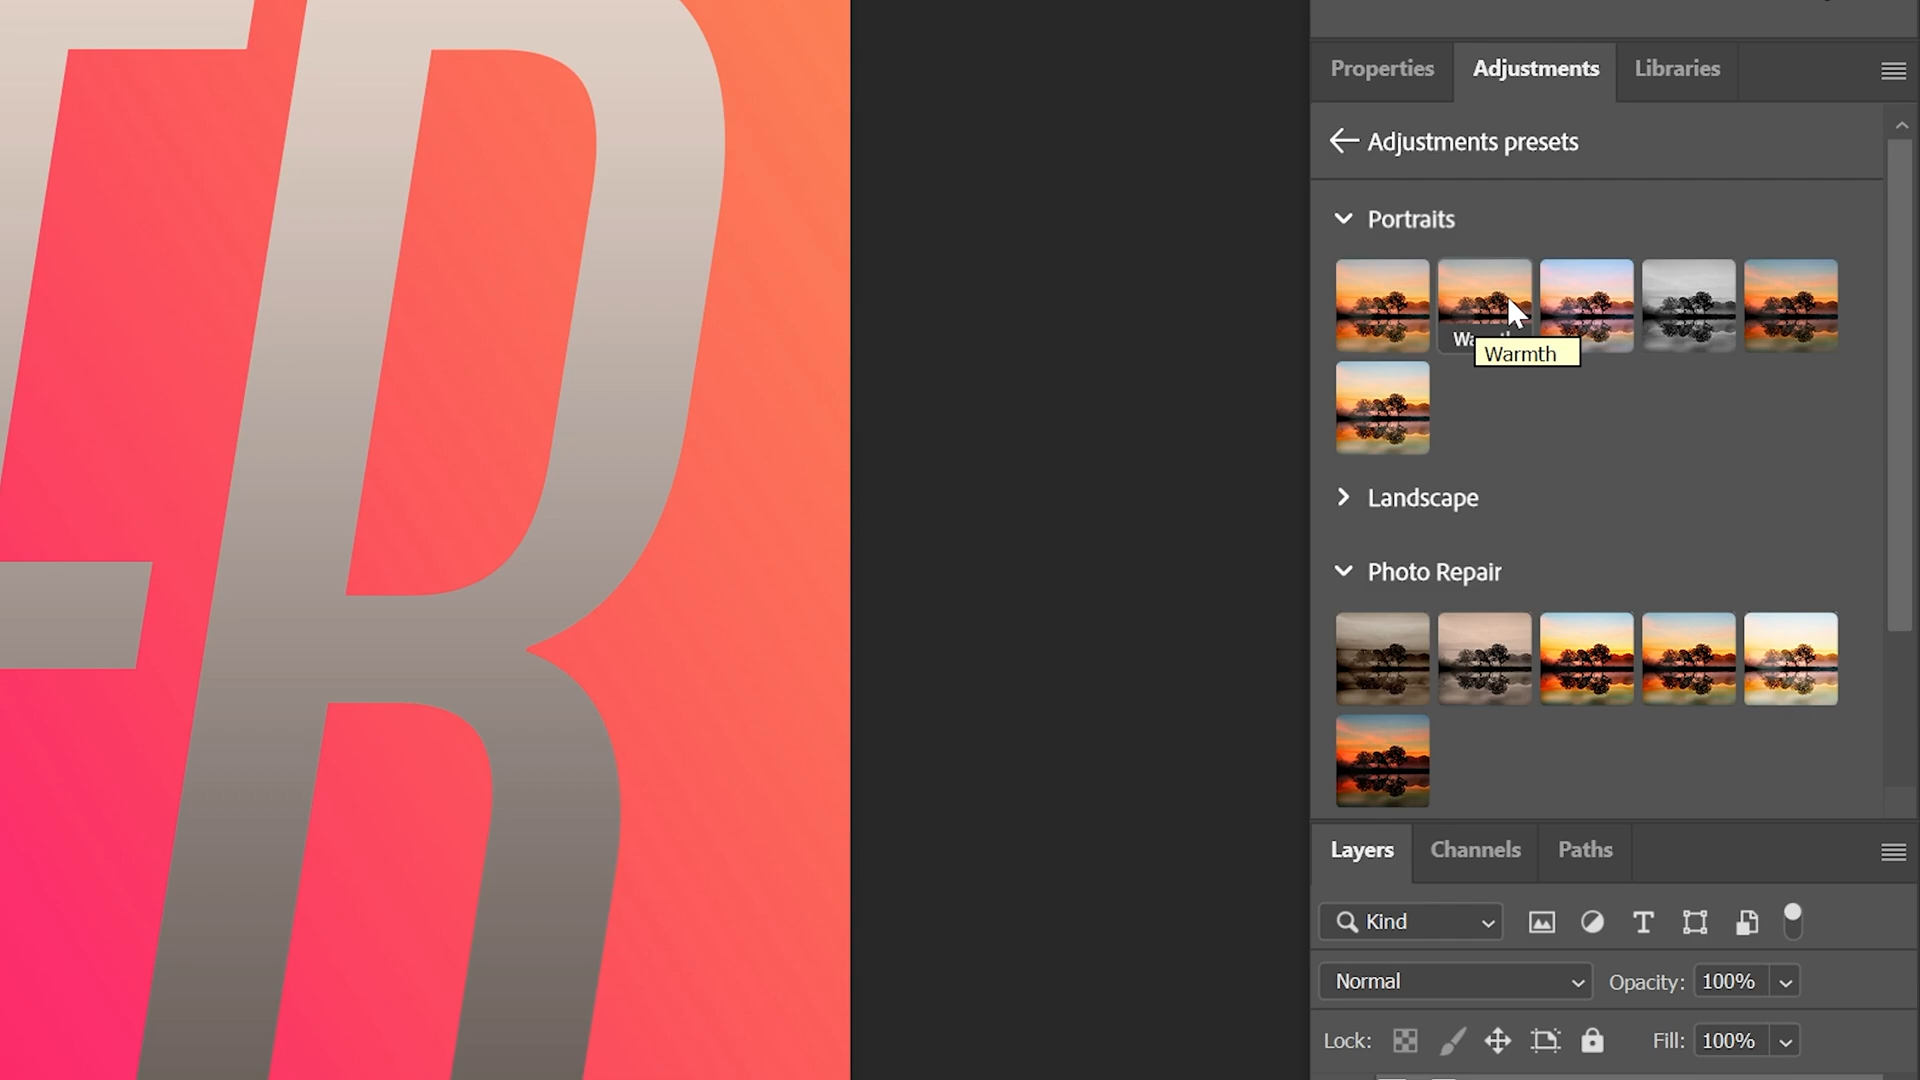 R
Properties
Adjustments
Libraries
Adjustments presets
Portraits
Warmth
Landscape
Photo Repair
Layers
Channels
Paths
Kind
Normal
Opacity: 100%
Lock:
Fill: 100%